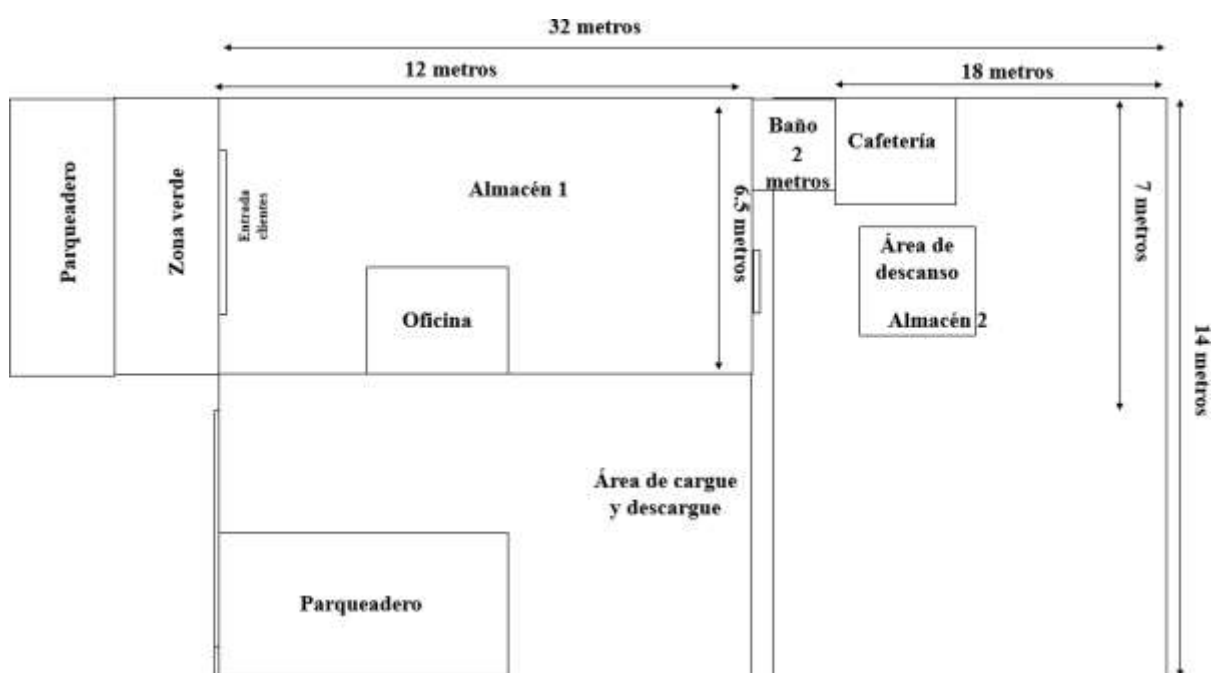 32 metros
12 metros
18 metros
Parqueadero
Zona verde
Entrada
clientes
Almacén 1
Oficina
6.5 metros
Baño
2
metros
Cafetería
Área de
descanso
Almacén 2
7 metros
14 metros
Área de cargue
y descargue
Parqueadero